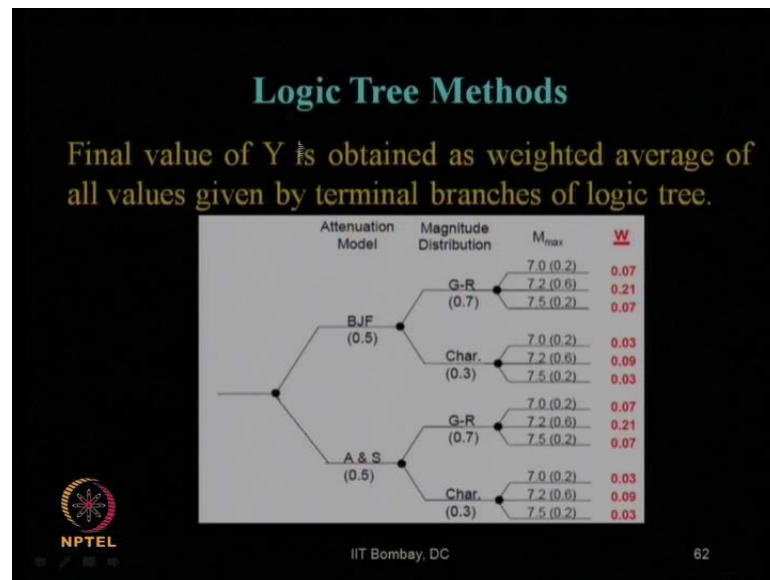 Logic Tree Methods
Final value of Y is obtained as weighted average of
all values given by terminal branches of logic tree.
Attenuation Model
Magnitude Distribution
Mmax
W
BJF
(0.5)
G-R
(0.7)
7.0 (0.2) 0.07
7.2 (0.6) 0.21
7.5 (0.2) 0.07
Char.
(0.3)
7.0 (0.2) 0.03
7.2 (0.6) 0.09
7.5 (0.2) 0.03
A & S
(0.5)
G-R
(0.7)
7.0 (0.2) 0.07
7.2 (0.6) 0.21
7.5 (0.2) 0.07
Char.
(0.3)
7.0 (0.2) 0.03
7.2 (0.6) 0.09
7.5 (0.2) 0.03
NPTEL
IIT Bombay, DC
62